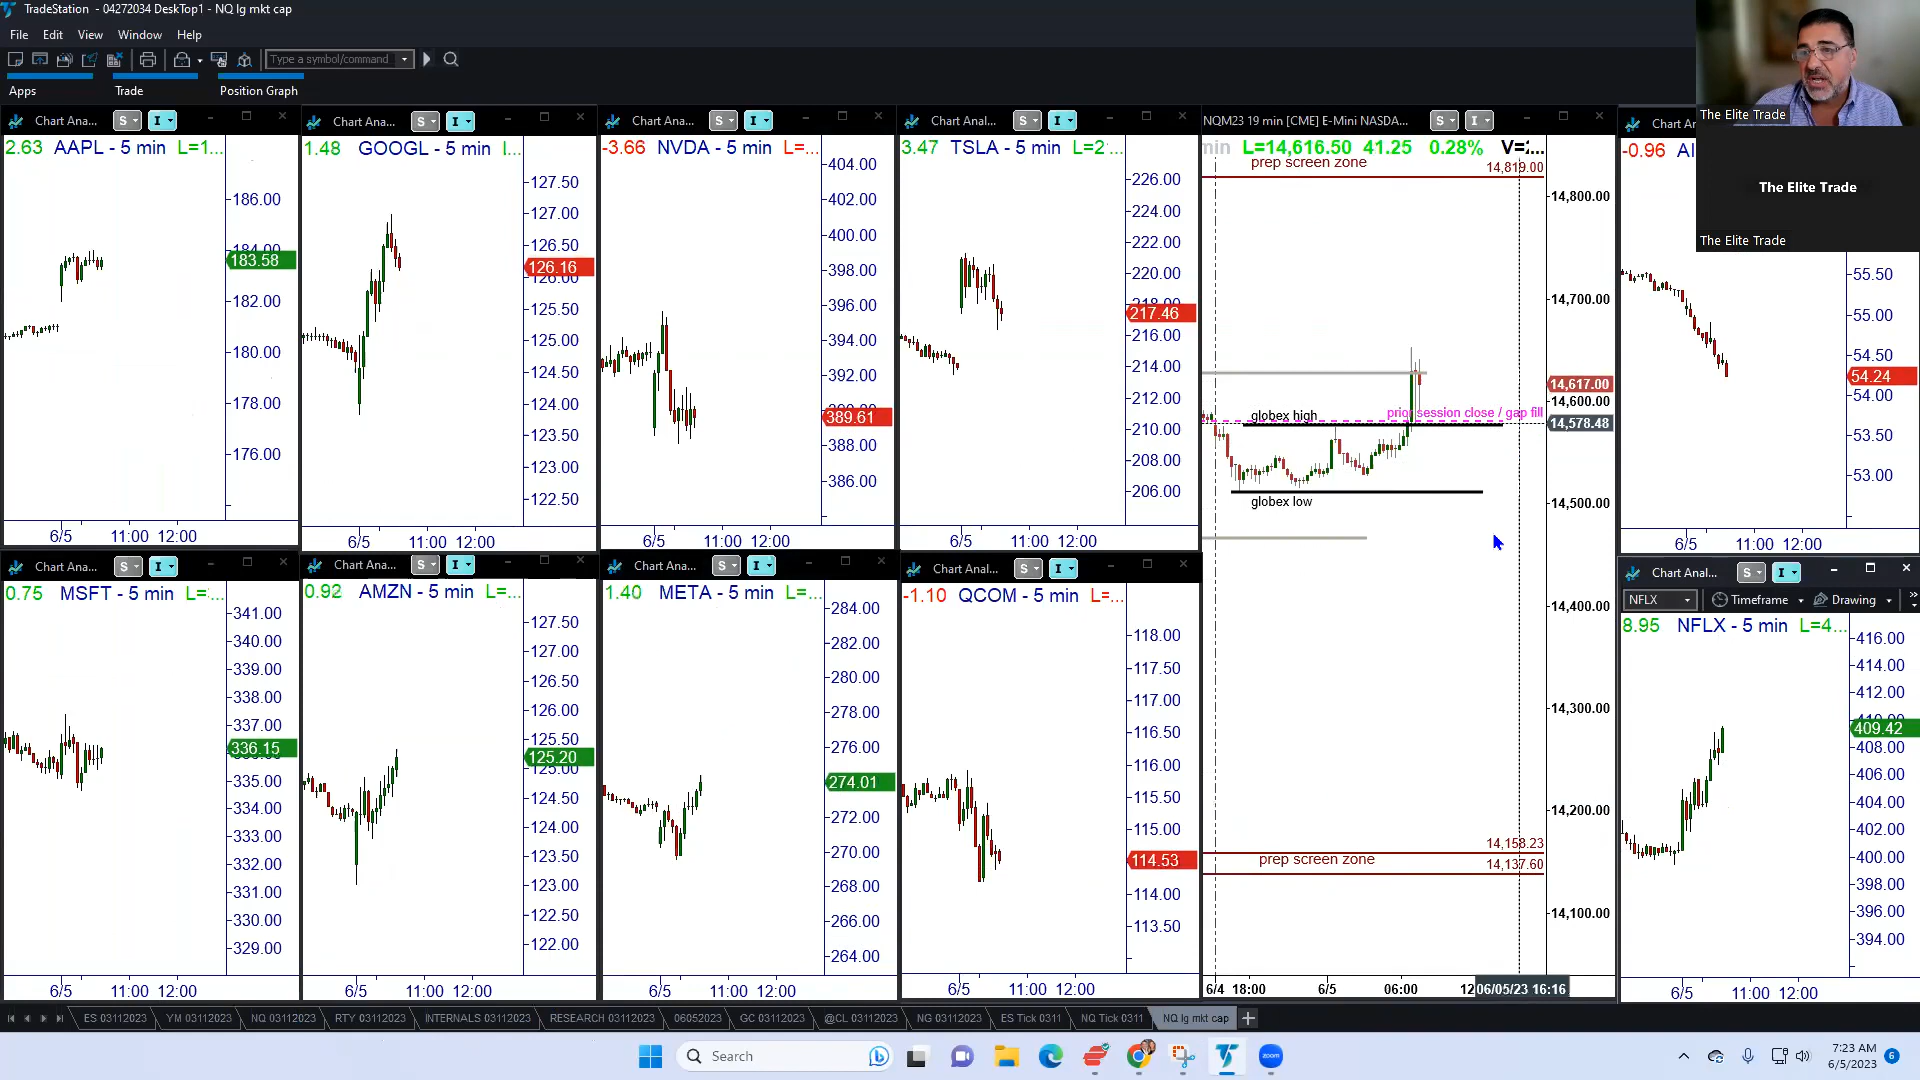 TradeStation - 04272034 DeskTop1 - NQ lg mkt cap
File Edit View Window Help
Type a symbol/command
Apps Trade Position Graph
The Elite Trade
The Elite Trade
The Elite Trade
Chart Ana... S I
2.63 AAPL - 5 min L=1...
186.00
184.00
183.58
182.00
180.00
178.00
176.00
6/5 11:00 12:00
Chart Ana... S I
1.48 GOOGL - 5 min
127.50
127.00
126.50
126.16
126.00
125.50
125.00
124.50
124.00
123.50
123.00
122.50
6/5 11:00 12:00
Chart Ana... S I
-3.66 NVDA - 5 min L=...
404.00
402.00
400.00
398.00
396.00
394.00
392.00
389.61
388.00
386.00
6/5 11:00 12:00
Chart Anal... S I
3.47 TSLA - 5 min L=2...
226.00
224.00
222.00
220.00
218.00
217.46
216.00
214.00
212.00
210.00
208.00
206.00
6/5 11:00 12:00
NQM23 19 min [CME] E-Mini NASDA... S I
min L=14,616.50 41.25 0.28% V=2...
prep screen zone 14,819.00
14,800.00
14,700.00
14,617.00
14,600.00
globex high prior session close / gap fill
14,578.48
globex low
14,500.00
14,400.00
14,300.00
14,200.00
14,158.23
prep screen zone
14,137.60
14,100.00
6/4 18:00 6/5 06:00 12 06/05/23 16:16
Chart Ar
-0.96
55.50
55.00
54.50
54.24
53.50
53.00
6/5 11:00 12:00
Chart Ana... S I
0.75 MSFT - 5 min L=...
341.00
340.00
339.00
338.00
337.00
336.15
335.00
334.00
333.00
332.00
331.00
330.00
329.00
6/5 11:00 12:00
Chart Ana... S I
0.92 AMZN - 5 min L=...
127.50
127.00
126.50
126.00
125.50
125.20
125.00
124.50
124.00
123.50
123.00
122.50
122.00
6/5 11:00 12:00
Chart Ana... S I
1.40 META - 5 min L=...
284.00
282.00
280.00
278.00
276.00
274.01
272.00
270.00
268.00
266.00
264.00
6/5 11:00 12:00
Chart Anal... S I
-1.10 QCOM - 5 min L=...
118.00
117.50
117.00
116.50
116.00
115.50
115.00
114.53
114.00
113.50
6/5 11:00 12:00
Chart Anal... S I
NFLX Timeframe Drawing
8.95 NFLX - 5 min L=4...
416.00
414.00
412.00
409.42
408.00
406.00
404.00
402.00
400.00
398.00
396.00
394.00
6/5 11:00 12:00
ES 03112023 YM 03112023 NQ 03112023 RTY 03112023 INTERNALS 03112023 RESEARCH 03112023 06052023 GC 03112023 @CL 03112023 NG 03112023 ES Tick 0311 NQ Tick 0311 NQ lg mkt cap
Search
zoom
7:23 AM
6/5/2023
6